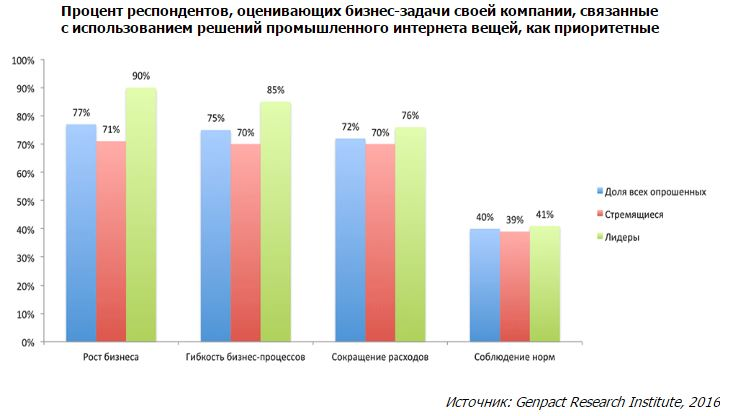 Процент респондентов, оценивающих бизнес-задачи своей компании, связанные
с использованием решений промышленного интернета вещей, как приоритетные
100%
90%
80%
70%
60%
50%
40%
30%
20%
10%
0%
77%
71%
90%
75%
70%
85%
72%
70%
76%
40%
39%
41%
Рост бизнеса
Гибкость бизнес-процессов
Сокращение расходов
Соблюдение норм
Доля всех опрошенных
Стремящиеся
Лидеры
Источник: Genpact Research Institute, 2016